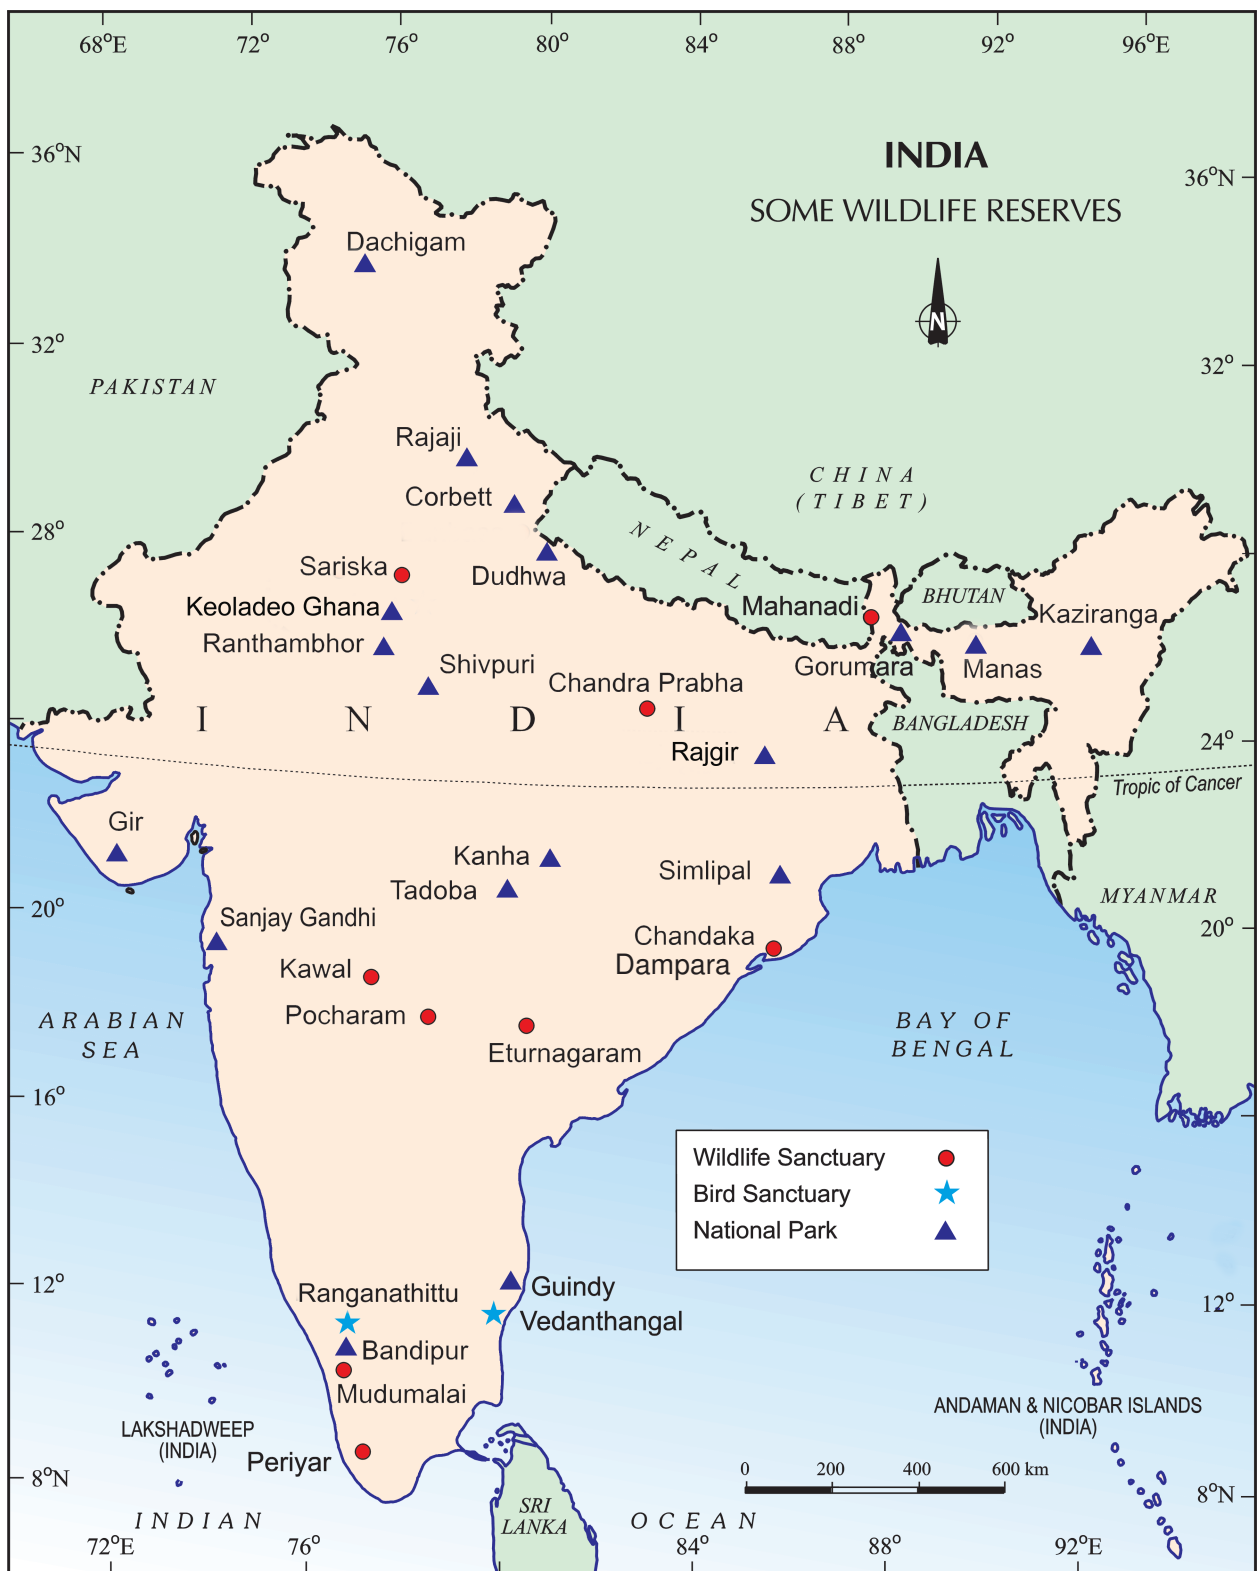 68°E 72° 76° 80° 84° 88° 92° 96°E
36°N
INDIA
36°N
SOME WILDLIFE RESERVES
Dachigam
N
32°
32°
PAKISTAN
Rajaji
CHINA
(TIBET)
Corbett
28°
NEPAL
Sariska
Dudhwa
BHUTAN
Keoladeo Ghana
Mahanadi
Kaziranga
Ranthambhor
Shivpuri
Gorumara
Manas
Chandra Prabha
I N D I A
BANGLADESH
Rajgir
24°
Tropic of Cancer
Gir
Kanha
Simlipal
Tadoba
MYANMAR
20°
Sanjay Gandhi
20°
Chandaka
Dampara
Kawal
Pocharam
ARABIAN
SEA
BAY OF
BENGAL
Eturnagaram
16°
Wildlife Sanctuary
Bird Sanctuary
National Park
12°
Ranganathittu
Guindy
12°
Vedanthangal
Bandipur
Mudumalai
ANDAMAN & NICOBAR ISLANDS
(INDIA)
LAKSHADWEEP
(INDIA)
Periyar
8°N
0 200 400 600 km
8°N
SRI
LANKA
INDIAN OCEAN
72°E 76° 84° 88° 92°E